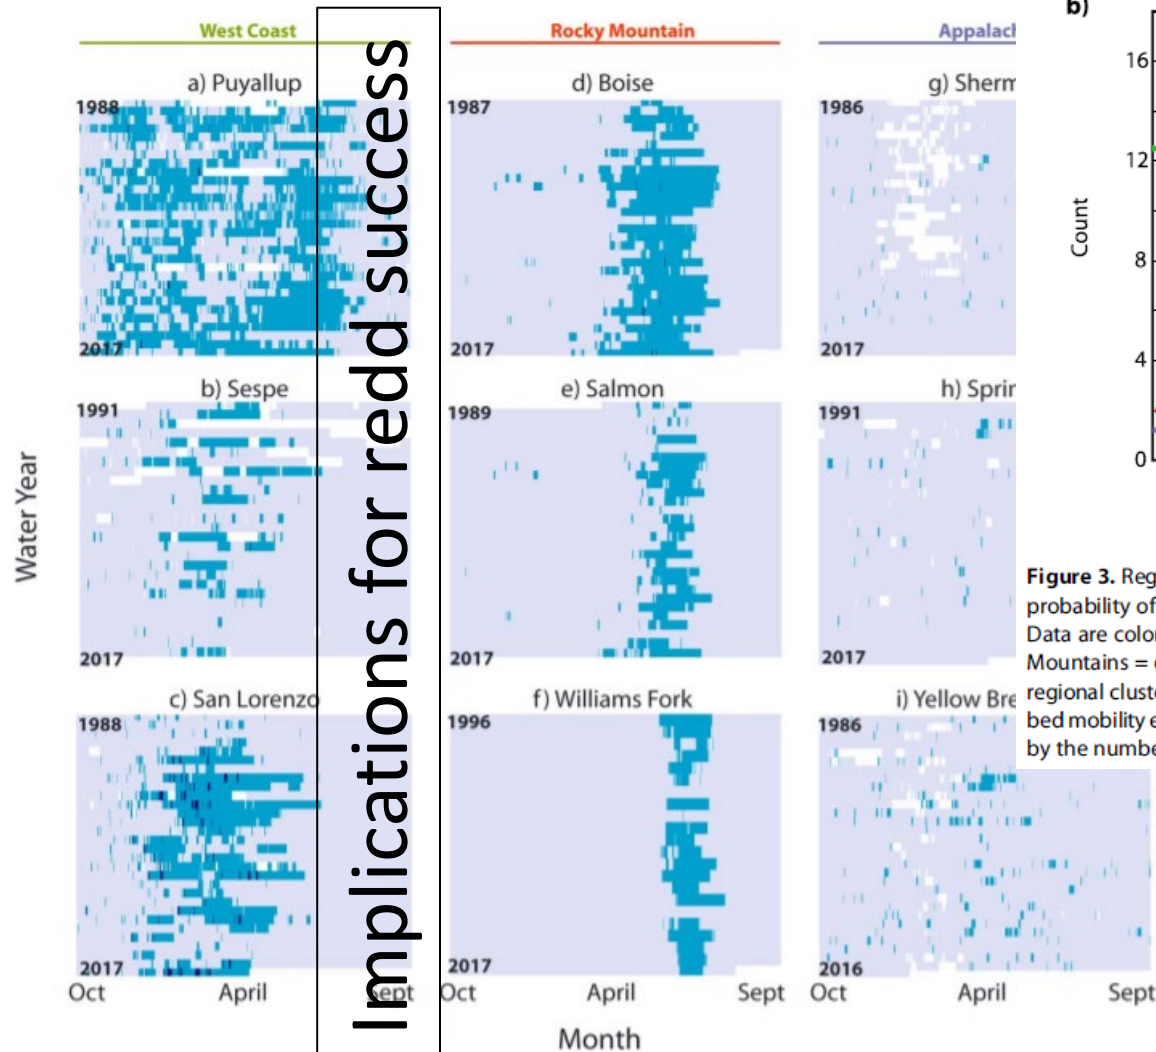 West Coast
Rocky Mountain
Appalach
a) Puyallup
d) Boise
g) Sherm
1988
1987
1986
2017
2017
2017
b) Sespe
e) Salmon
h) Sprin
1991
1989
1991
2017
2017
2017
c) San Lorenzo
f) Williams Fork
i) Yellow Bre
1988
1996
1986
2017
2017
2016
Oct
April
Sept
Oct
April
Sept
Oct
April
Sept
Month
Water Year
Implications for redd success
b)
16
12
8
4
0
Count
Figure 3. Reg
probability of
Data are color
Mountains =
regional cluste
bed mobility e
by the numbe